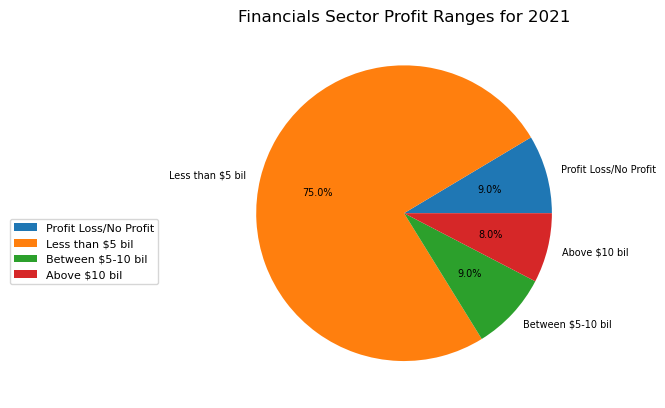 Financials Sector Profit Ranges for 2021
Less than $5 bil
75.0%
Profit Loss/No Profit
9.0%
8.0%
Above $10 bil
9.0%
Between $5-10 bil
Profit Loss/No Profit
Less than $5 bil
Between $5-10 bil
Above $10 bil